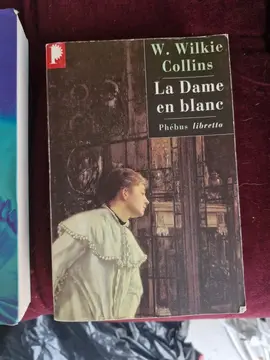 W. Wilkie
Collins
La Dame
en blanc
Phébus libretto